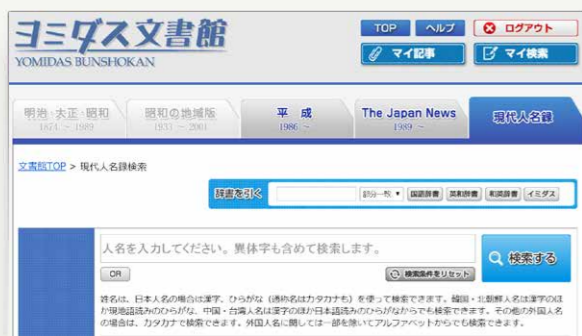 ヨミダス文書館
YOMIDAS BUNSHOKAN
TOP ヘルプ ログアウト
マイ記事 マイ検索
明治・大正・昭和 昭和の地域版 平成 The Japan News 現代人名録
1874 ～ 1989 1933 ～ 2001 1986 ～ 1989 ～
文書館TOP > 現代人名録検索
辞書を引く 部分一致 国語辞書 英和辞書 和英辞書 イミダス
人名を入力してください。異体字も含めて検索します。
検索する
OR 検索条件をリセット
姓名は、日本人名の場合は漢字、ひらがな（通称名はカタカナも）を使って検索できます。韓国・北朝鮮人名は漢字のほ
か現地語読みのひらがな、中国・台湾人名は漢字のほか日本語読みのひらがなからでも検索できます。その他の外国人名
の場合は、カタカナで検索できます。外国人名に関しては一部を除いてアルファベットからでも検索できます。